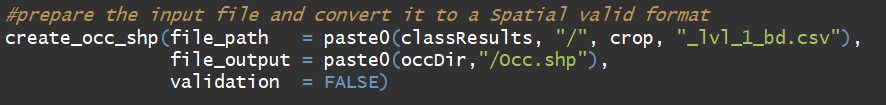 #prepare the input file and convert it to a spatial valid format
create_occ_shp(file_path   = paste0(classResults, "/", crop, "_lvl_1_bd.csv"),
               file_output = paste0(occDir,"/Occ.shp"),
               validation  = FALSE)